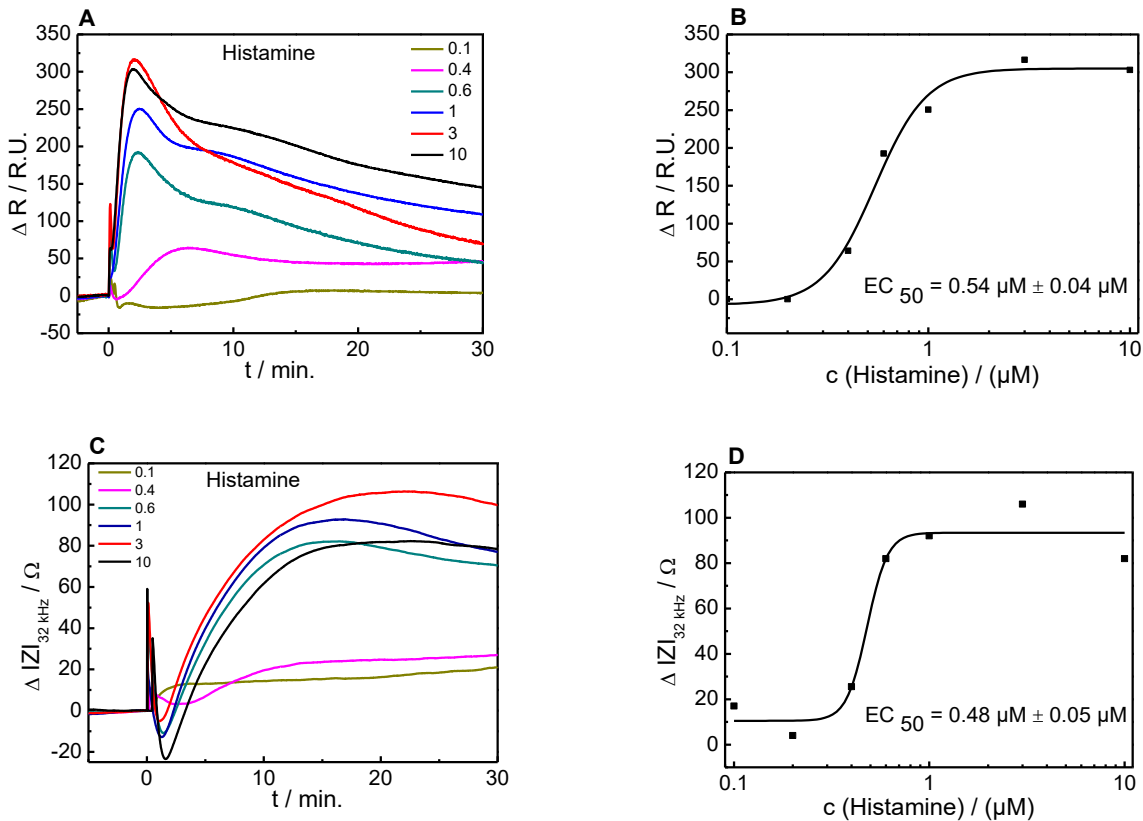 A
Histamine
0.1
0.4
0.6
1
3
10
350
300
250
200
150
100
50
0
-50
Δ R / R.U.
0 10 20 30
t / min.
B
350
300
250
200
150
100
50
0
Δ R / R.U.
EC 50 = 0.54 µM ± 0.04 µM
0.1 1 10
c (Histamine) / (µM)
C
Histamine
0.1
0.4
0.6
1
3
10
120
100
80
60
40
20
0
-20
Δ |Z|32 kHz / Ω
0 10 20 30
t / min.
D
120
100
80
60
40
20
0
Δ |Z|32 kHz / Ω
EC 50 = 0.48 µM ± 0.05 µM
0.1 1 10
c (Histamine) / (µM)